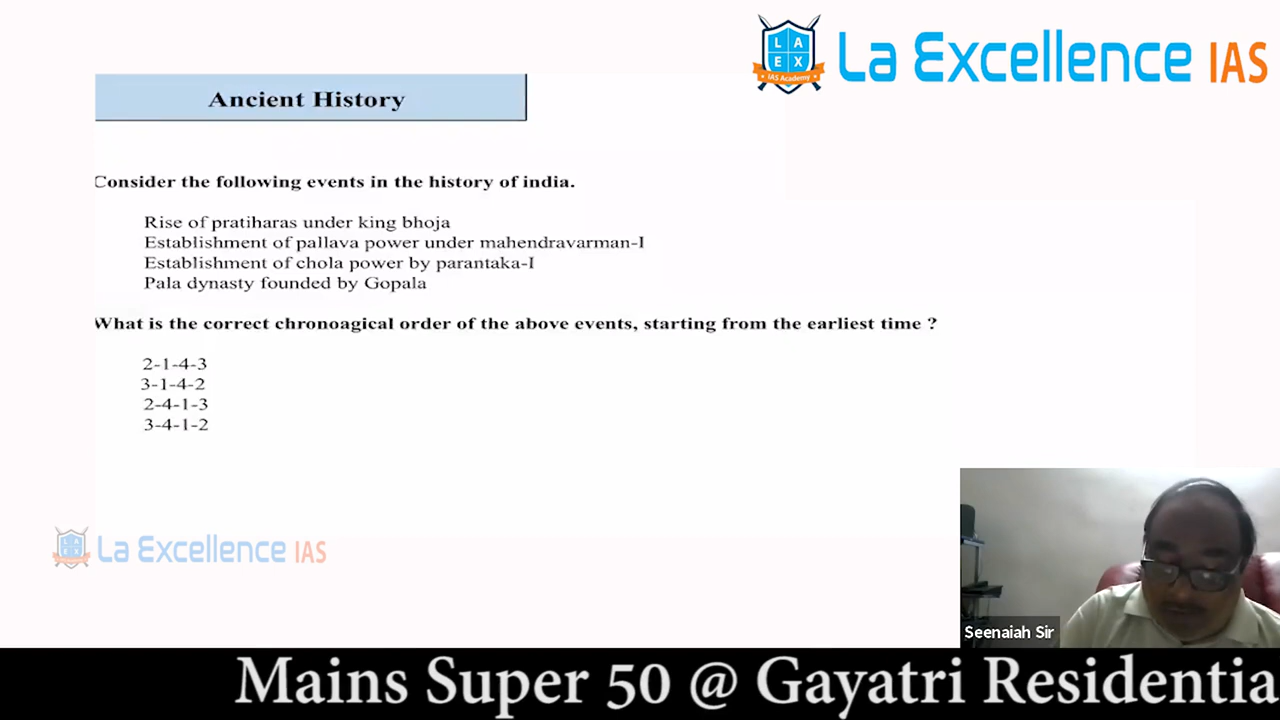 LA
EX
IAS Academy
La Excellence IAS
Ancient History
Consider the following events in the history of india.
Rise of pratiharas under king bhoja
Establishment of pallava power under mahendravarman-I
Establishment of chola power by parantaka-I
Pala dynasty founded by Gopala
What is the correct chronoagical order of the above events, starting from the earliest time ?
2-1-4-3
3-1-4-2
2-4-1-3
3-4-1-2
La Excellence IAS
Seenaiah Sir
Mains Super 50 @ Gayatri Residentia